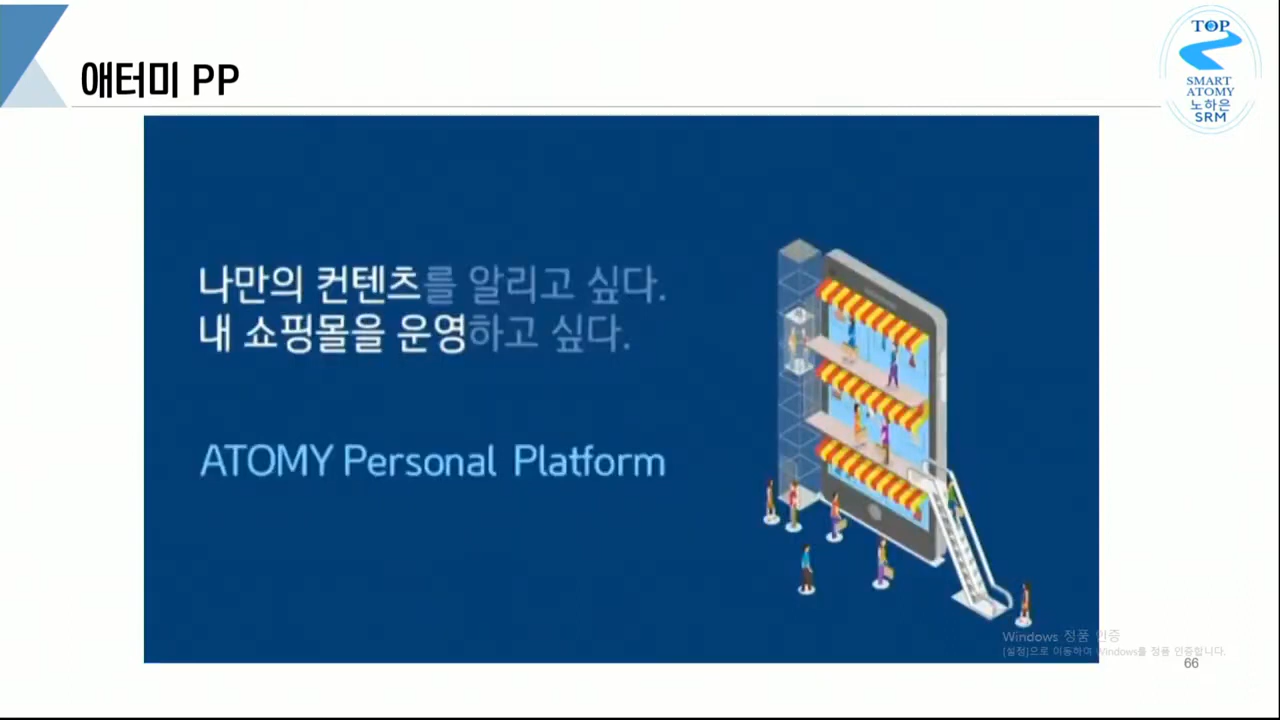 애터미 PP
TOP
SMART
ATOMY
노하은
SRM
나만의 컨텐츠를 알리고 싶다.
내 쇼핑몰을 운영하고 싶다.
ATOMY Personal Platform
Windows 정품 인증
[설정]으로 이동하여 Windows를 정품 인증합니다.
66